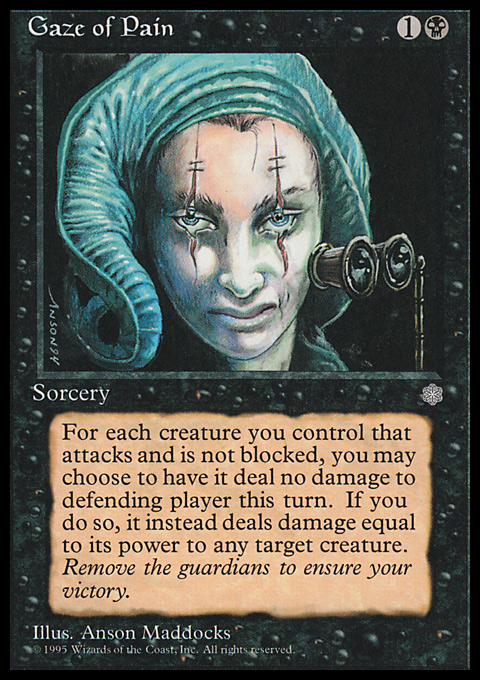 Gaze of Pain
1
ANSON94
Sorcery
For each creature you control that
attacks and is not blocked, you may
choose to have it deal no damage to
defending player this turn. If you
do so, it instead deals damage equal
to its power to any target creature.
Remove the guardians to ensure your
victory.
Illus. Anson Maddocks
© 1995 Wizards of the Coast, Inc. All rights reserved.